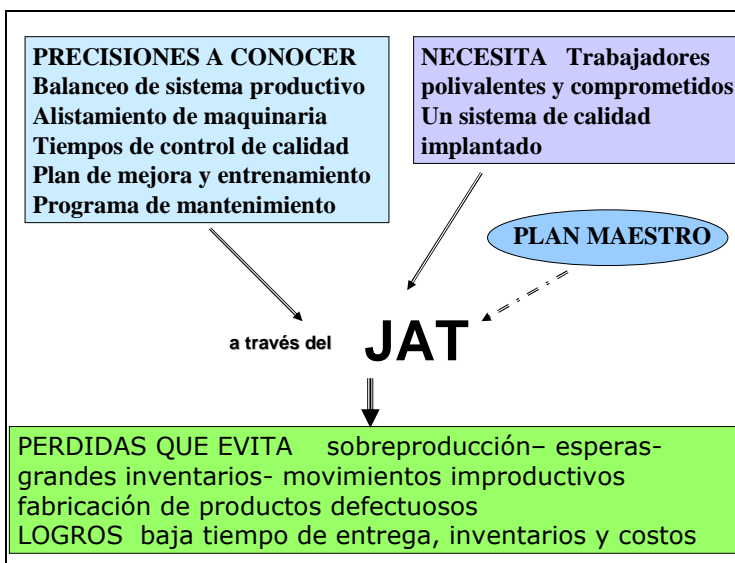 PRECISIONES A CONOCER
Balanceo de sistema productivo
Alistamiento de maquinaria
Tiempos de control de calidad
Plan de mejora y entrenamiento
Programa de mantenimiento
NECESITA Trabajadores
polivalentes y comprometidos
Un sistema de calidad
implantado
PLAN MAESTRO
a través del JAT
PERDIDAS QUE EVITA sobreproducción– esperas-
grandes inventarios- movimientos improductivos
fabricación de productos defectuosos
LOGROS baja tiempo de entrega, inventarios y costos